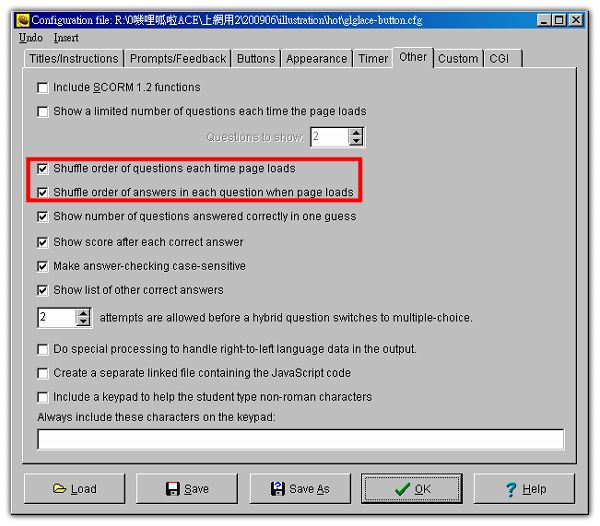 Configuration file: R:\0嗾哩呱啦ACE\上網用2\200906\illustration\hot\glglace-button.cfg
Undo Insert
Titles/Instructions Prompts/Feedback Buttons Appearance Timer Other Custom CGI
Include SCORM 1.2 functions
Show a limited number of questions each time the page loads
Questions to show: 2
Shuffle order of questions each time page loads
Shuffle order of answers in each question when page loads
Show number of questions answered correctly in one guess
Show score after each correct answer
Make answer-checking case-sensitive
Show list of other correct answers
2 attempts are allowed before a hybrid question switches to multiple-choice.
Do special processing to handle right-to-left language data in the output.
Create a separate linked file containing the JavaScript code
Include a keypad to help the student type non-roman characters
Always include these characters on the keypad:
Load Save Save As OK Help